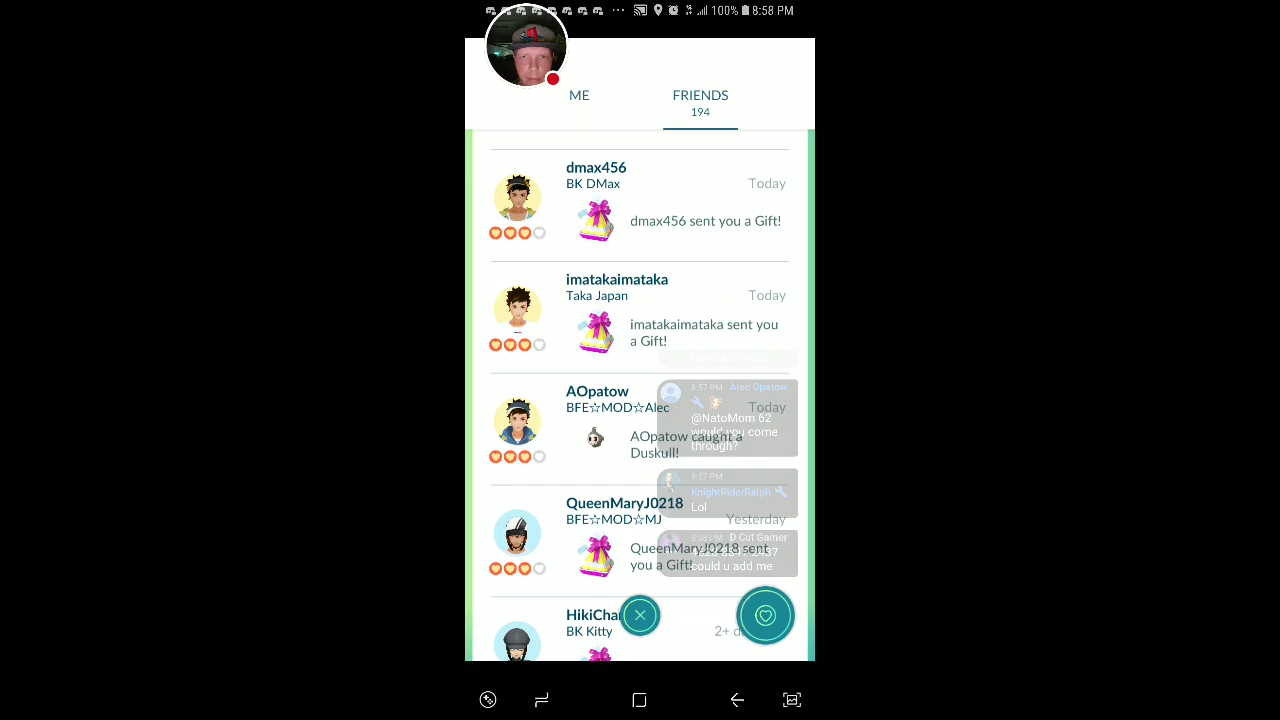 100% 8:58 PM
ME
FRIENDS
194
dmax456
BK DMax
Today
dmax456 sent you a Gift!
imatakaimataka
Taka Japan
Today
imatakaimataka sent you
a Gift!
AOpatow
BFE☆MOD☆Alec
Today
AOpatow caught a
Duskull!
8:57 PM Alec Opatow
@NatoMom 62
would you come
through?
8:57 PM
KnightRiderRalph
Lol
QueenMaryJ0218
BFE☆MOD☆MJ
Yesterday
QueenMaryJ0218 sent
you a Gift!
8:58 PM D Cut Gamer
could u add me
BK Kitty
2+